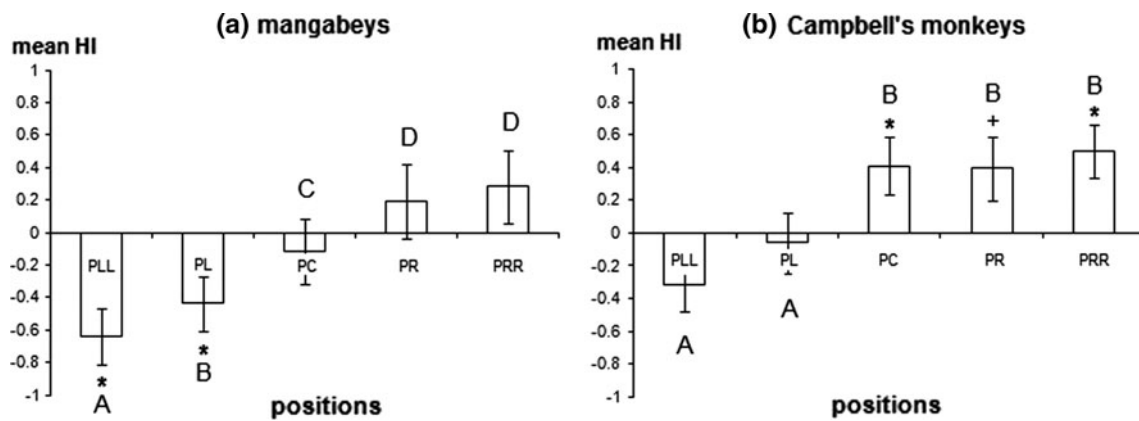 (a) mangabeys
mean HI
1
0.8
0.6
0.4
0.2
0
-0.2
-0.4
-0.6
-0.8
-1
D
D
C
PLL
PL
PC
PR
PRR
*
B
*
A
positions
(b) Campbell's monkeys
mean HI
1
0.8
0.6
0.4
0.2
0
-0.2
-0.4
-0.6
-0.8
-1
B
B
B
*
+
*
PLL
PL
PC
PR
PRR
A
A
positions